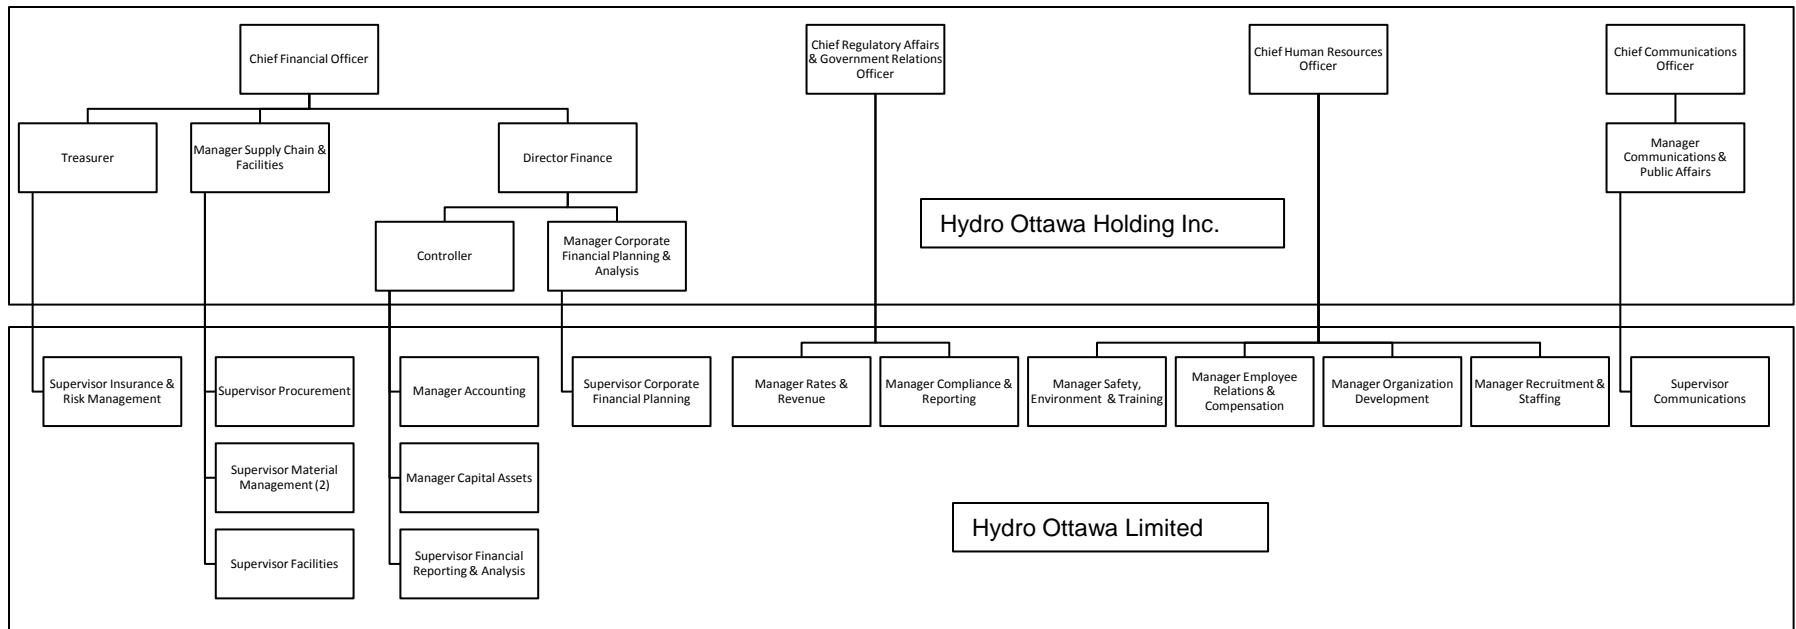 Chief Financial Officer
Chief Regulatory Affairs
& Government Relations
Officer
Chief Human Resources
Officer
Chief Communications
Officer
Treasurer
Manager Supply Chain &
Facilities
Director Finance
Manager
Communications &
Public Affairs
Controller
Manager Corporate
Financial Planning &
Analysis
Hydro Ottawa Holding Inc.
Supervisor Insurance &
Risk Management
Supervisor Procurement
Manager Accounting
Supervisor Corporate
Financial Planning
Manager Rates &
Revenue
Manager Compliance &
Reporting
Manager Safety,
Environment & Training
Manager Employee
Relations &
Compensation
Manager Organization
Development
Manager Recruitment &
Staffing
Supervisor
Communications
Supervisor Material
Management (2)
Manager Capital Assets
Hydro Ottawa Limited
Supervisor Facilities
Supervisor Financial
Reporting & Analysis